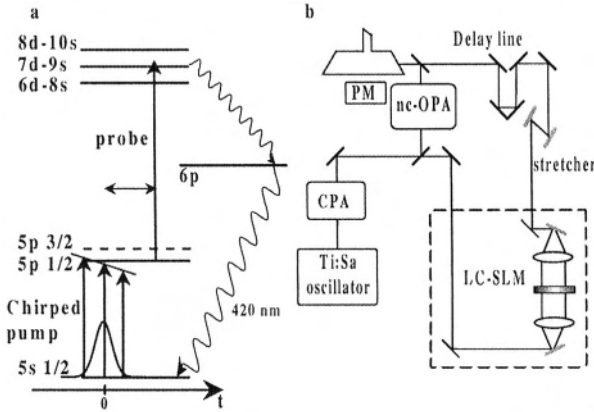 a
8d-10s
7d-9s
6d-8s
probe
6p
5p 3/2
5p 1/2
Chirped
pump
420 nm
5s 1/2
0
t
b
Delay line
PM
nc-OPA
stretcher
CPA
LC-SLM
Ti:Sa
oscillator